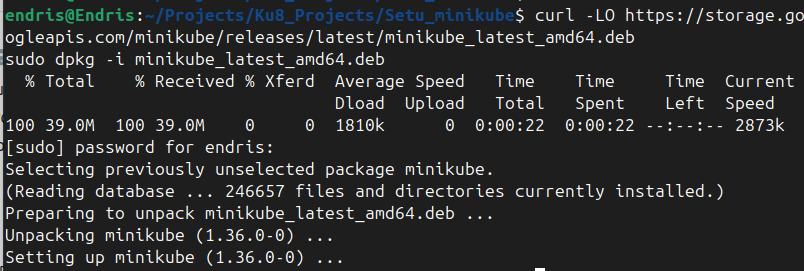 endris@Endris:~/Projects/Ku8_Projects/Setu_minikube$ curl -LO https://storage.go
ogleapis.com/minikube/releases/latest/minikube_latest_amd64.deb
sudo dpkg -i minikube_latest_amd64.deb
  % Total    % Received % Xferd  Average Speed   Time    Time     Time  Current
                                 Dload  Upload   Total   Spent    Left  Speed
100 39.0M  100 39.0M    0     0  1810k      0  0:00:22  0:00:22 --:--:-- 2873k
[sudo] password for endris:
Selecting previously unselected package minikube.
(Reading database ... 246657 files and directories currently installed.)
Preparing to unpack minikube_latest_amd64.deb ...
Unpacking minikube (1.36.0-0) ...
Setting up minikube (1.36.0-0) ...